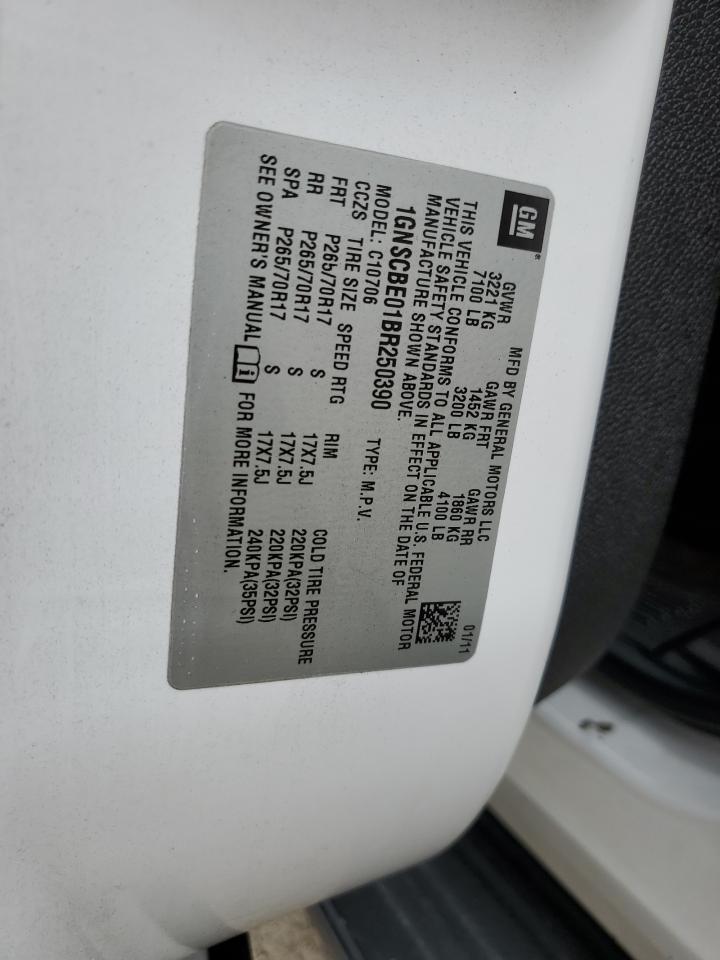 GM®
MFD BY GENERAL MOTORS LLC 01/11
GVWR GAWR FRT GAWR RR
3221 KG 1452 KG 1860 KG
7100 LB 3200 LB 4100 LB
THIS VEHICLE CONFORMS TO ALL APPLICABLE U.S. FEDERAL MOTOR
VEHICLE SAFETY STANDARDS IN EFFECT ON THE DATE OF
MANUFACTURE SHOWN ABOVE.
1GNSCBE01BR250390 TYPE: M.P.V.
MODEL: C10706
CCZS TIRE SIZE SPEED RTG RIM COLD TIRE PRESSURE
FRT P265/70R17 S 17X7.5J 220KPA(32PSI)
RR P265/70R17 S 17X7.5J 220KPA(32PSI)
SPA P265/70R17 S 17X7.5J 240KPA(35PSI)
SEE OWNER'S MANUAL i FOR MORE INFORMATION.